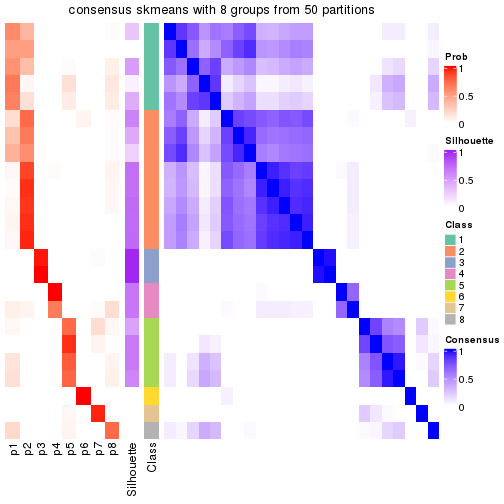 consensus skmeans with 8 groups from 50 partitions
Prob
1
0.5
0
Silhouette
1
0.5
0
Class
1
2
3
4
5
6
7
8
Consensus
1
0.5
0
p1
p2
p3
p4
p5
p6
p7
p8
Silhouette
Class